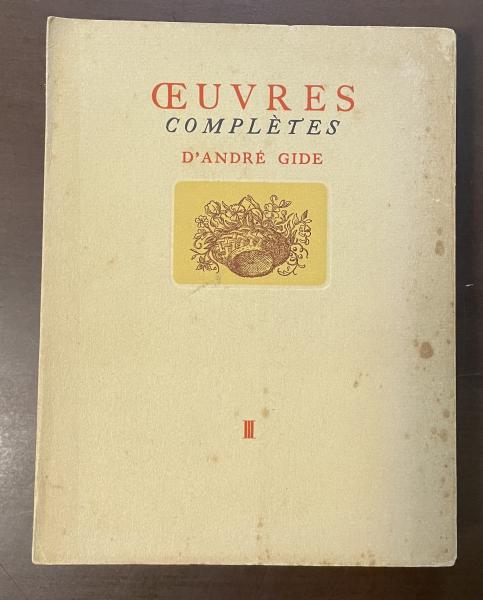 ŒUVRES
COMPLÈTES
D'ANDRÉ GIDE
III